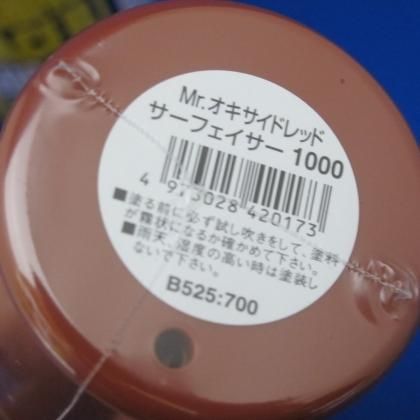 Mr.オキサイドレッド
サーフェイサー 1000
4 973028 420173
■塗る前に必ず試し吹きをして、塗料
が霧状になるか確かめて下さい。
■雨天、湿度の高い時は塗装し
ないで下さい。
B525:700